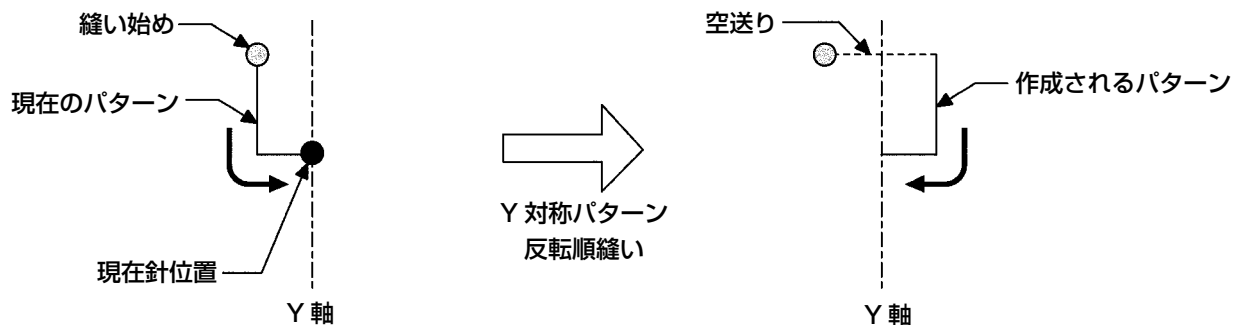 縫い始め
現在のパターン
現在針位置
Y 軸
Y 対称パターン
反転順縫い
空送り
作成されるパターン
Y 軸